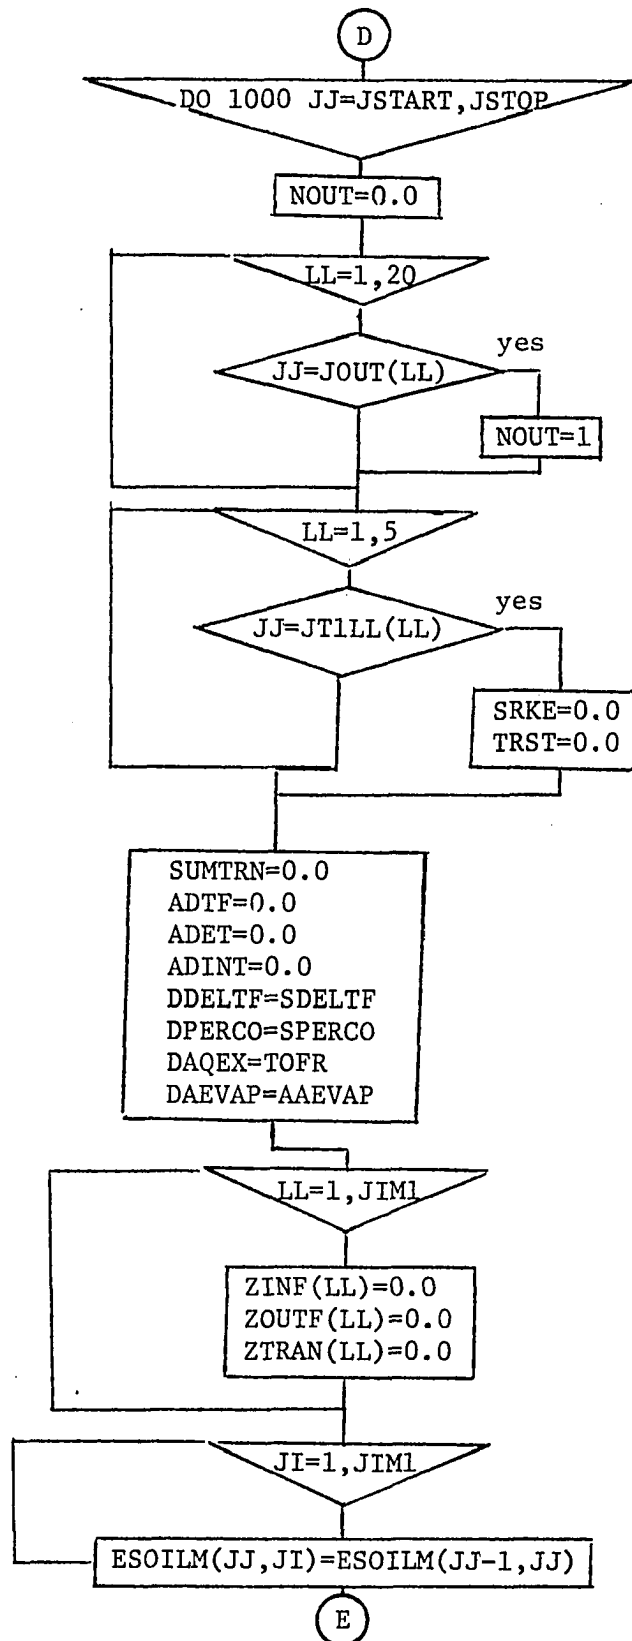 D
DO 1000 JJ=JSTART,JSTOP
NOUT=0.0
LL=1,20
JJ=JOUT(LL)
yes
NOUT=1
LL=1,5
JJ=JT1LL(LL)
yes
SRKE=0.0
TRST=0.0
SUMTRN=0.0
ADTF=0.0
ADET=0.0
ADINT=0.0
DDELTF=SDELTF
DPERCO=SPERCO
DAQEX=TOFR
DAEVAP=AAEVAP
LL=1,JIM1
ZINF(LL)=0.0
ZOUTF(LL)=0.0
ZTRAN(LL)=0.0
JI=1,JIM1
ESOILM(JJ,JI)=ESOILM(JJ-1,JJ)
E